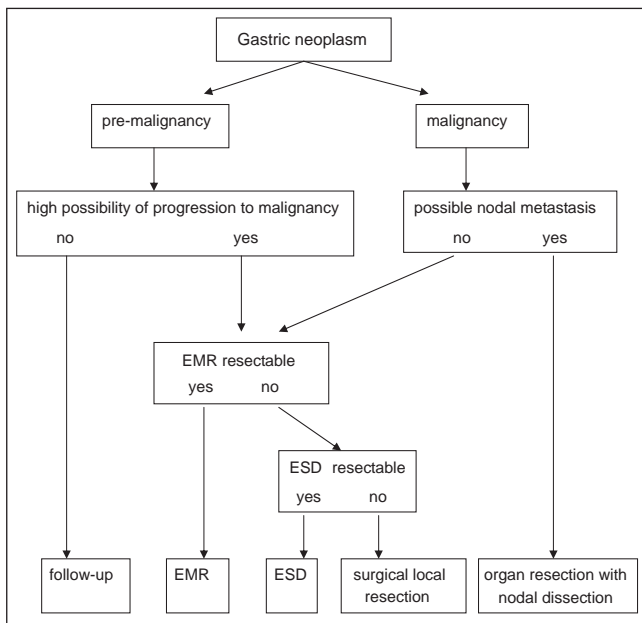 Gastric neoplasm
pre-malignancy
malignancy
high possibility of progression to malignancy
no yes
possible nodal metastasis
no yes
EMR resectable
yes no
ESD resectable
yes no
follow-up
EMR
ESD
surgical local
resection
organ resection with
nodal dissection